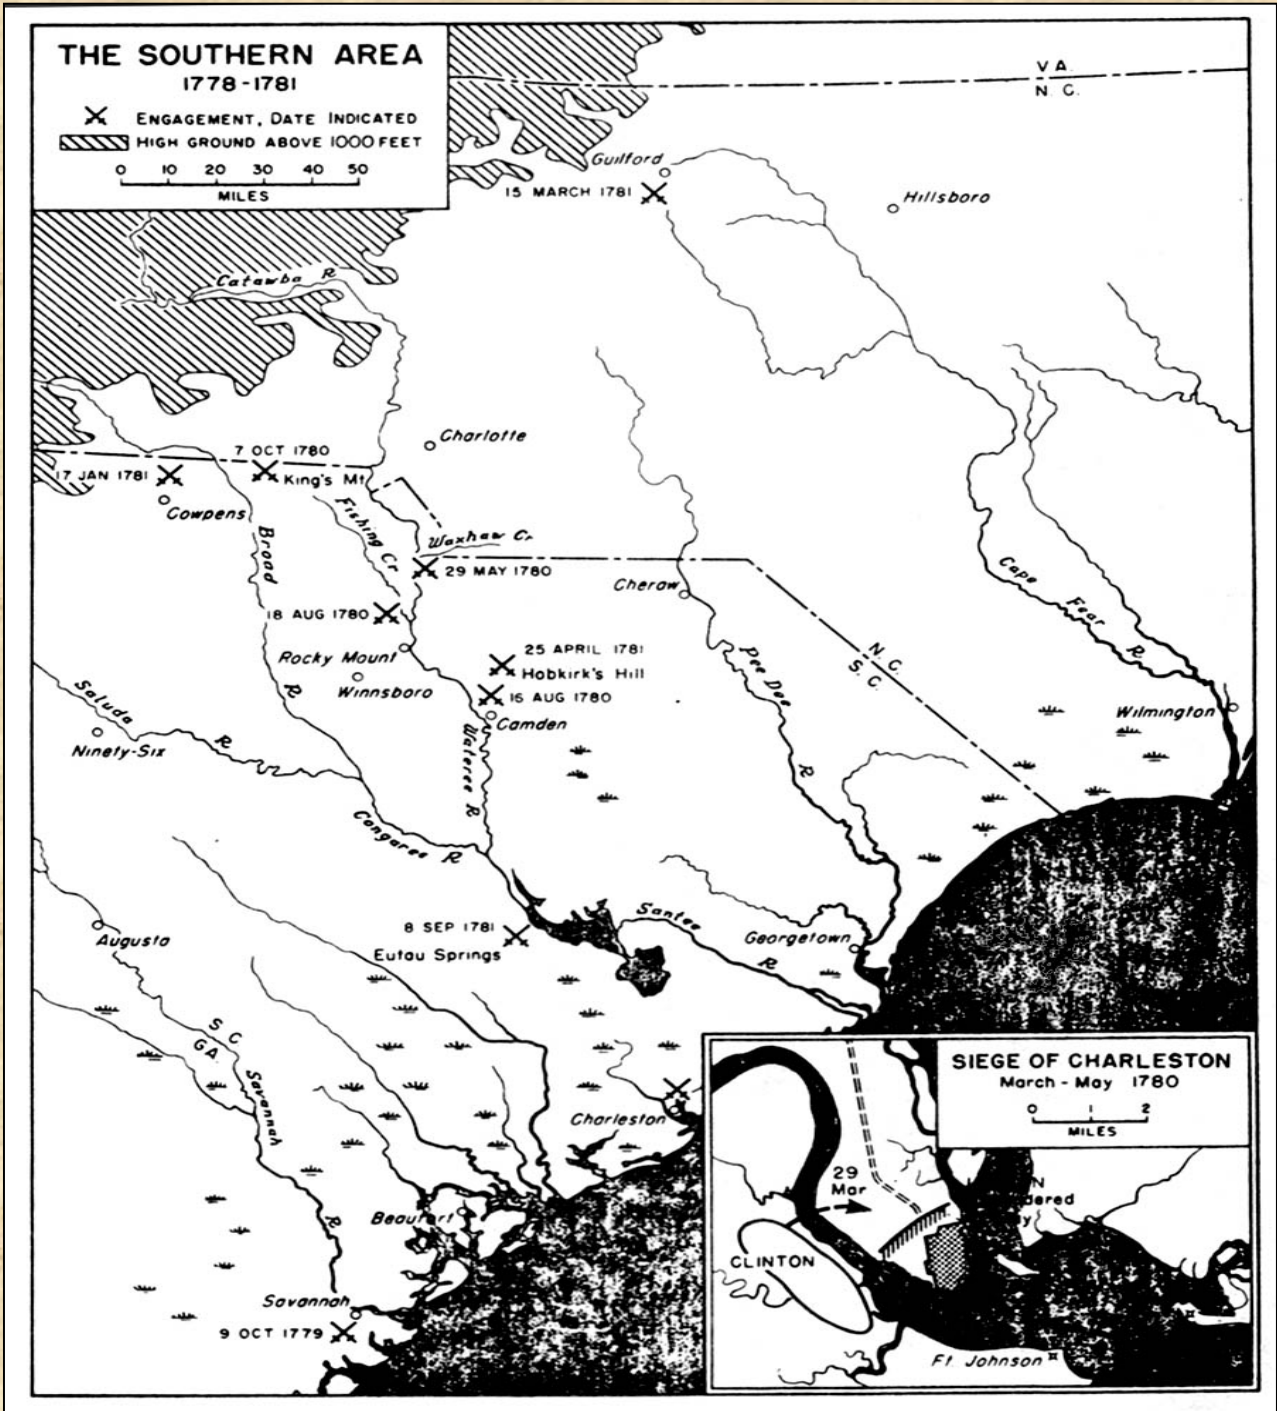 THE SOUTHERN AREA
1778-1781
ENGAGEMENT, DATE INDICATED
HIGH GROUND ABOVE 1000 FEET
0 10 20 30 40 50
MILES
VA.
N. C.
Guilford
15 MARCH 1781
Hillsboro
Catawba R
Charlotte
7 OCT 1780
King's Mt
17 JAN 1781
Cowpens
Broad
R
Fishing Cr
Waxhaw Cr
29 MAY 1780
Cheraw
18 AUG 1780
Rocky Mount
Winnsboro
25 APRIL 1781
Hobkirk's Hill
16 AUG 1780
Camden
Wateree R
Pee Dee
R
N. C.
S. C.
Cape Fear
R
Wilmington
Saluda
R
Ninety-Six
Congaree R
8 SEP 1781
Eutau Springs
Santee
R
Georgetown
Augusta
S C
GA.
Savannah
R
Charleston
Beaufort
Savannah
9 OCT 1779
SIEGE OF CHARLESTON
March - May 1780
0 1 2
MILES
29
Mar
N
dered
y
CLINTON
Ft. Johnson